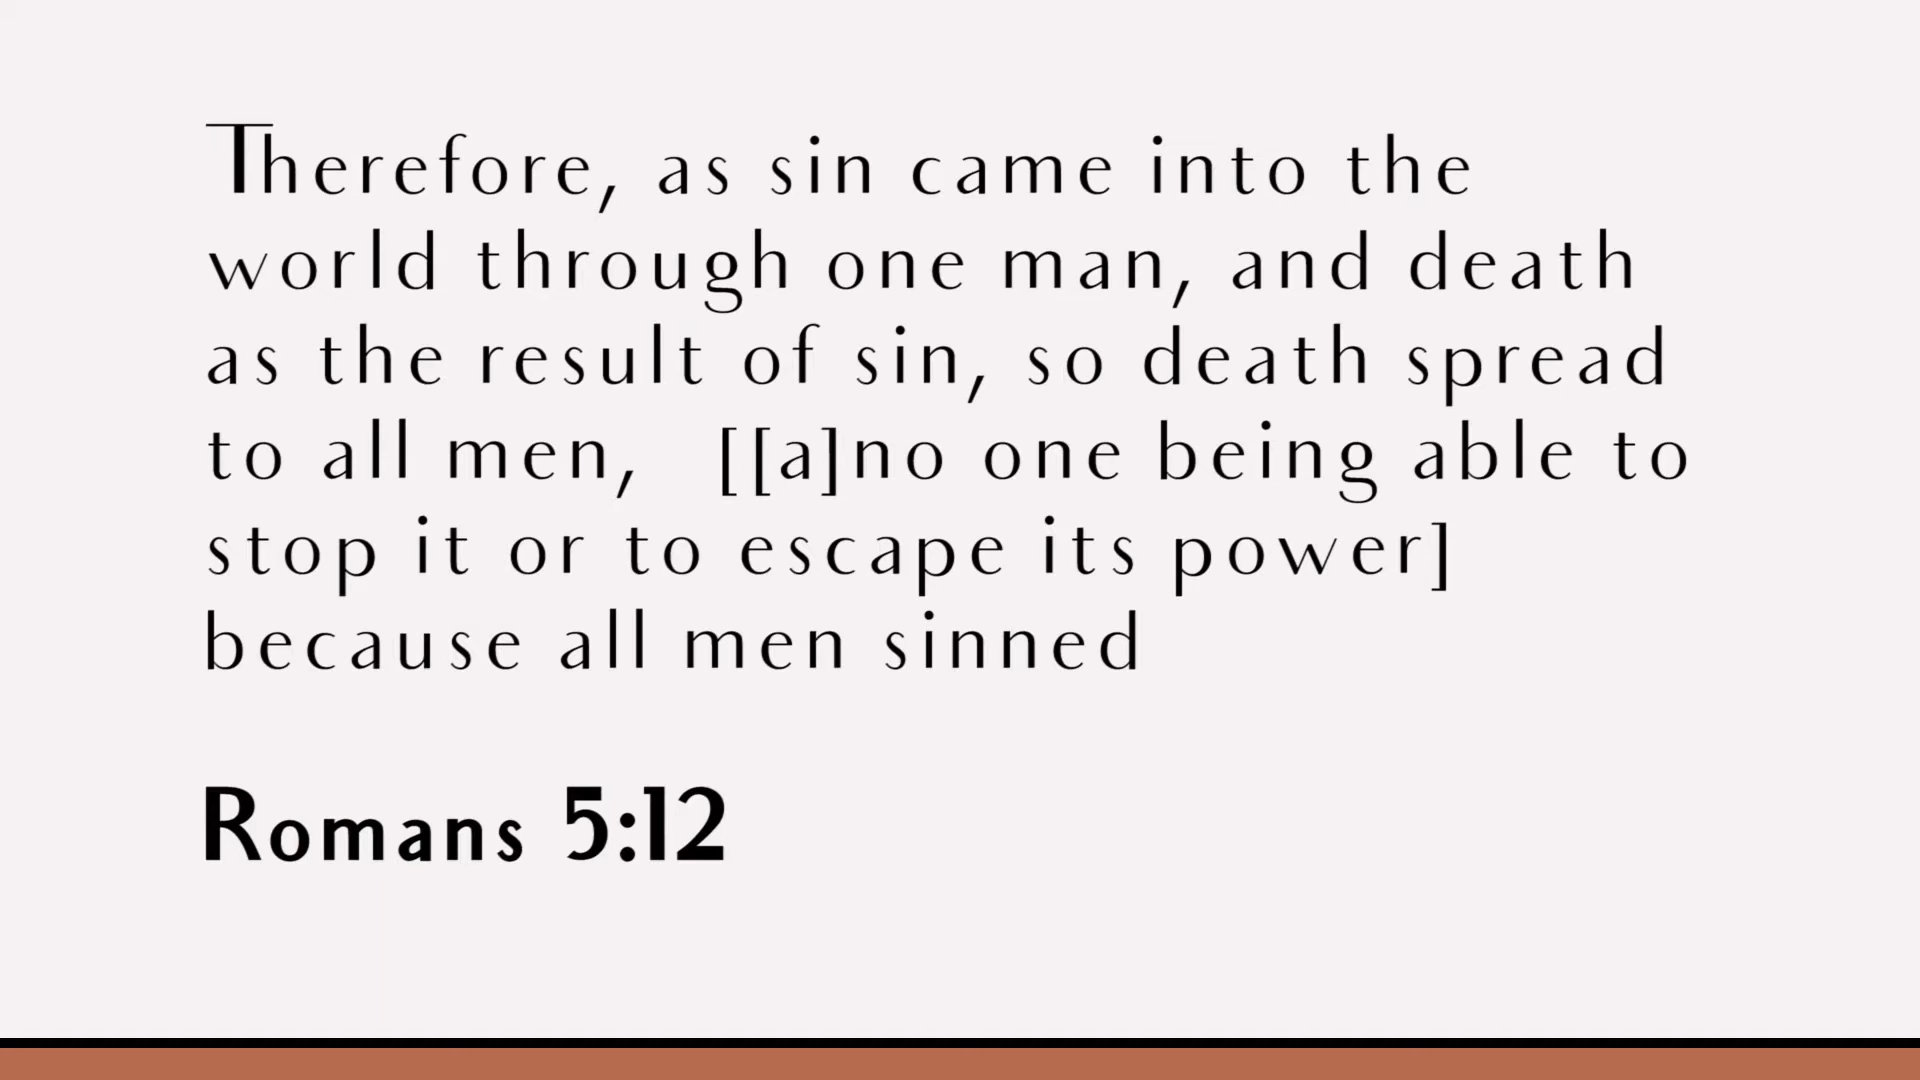 Therefore, as sin came into the
world through one man, and death
as the result of sin, so death spread
to all men, [[a]no one being able to
stop it or to escape its power]
because all men sinned
Romans 5:12